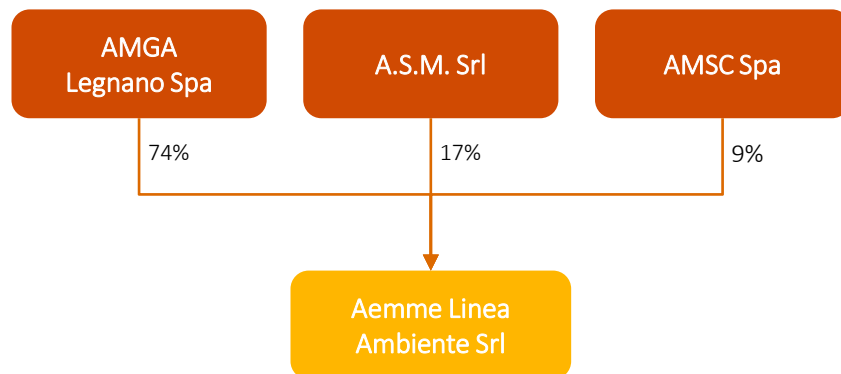 AMGA
Legnano Spa
A.S.M. Srl
AMSC Spa
74%
17%
9%
Aemme Linea
Ambiente Srl